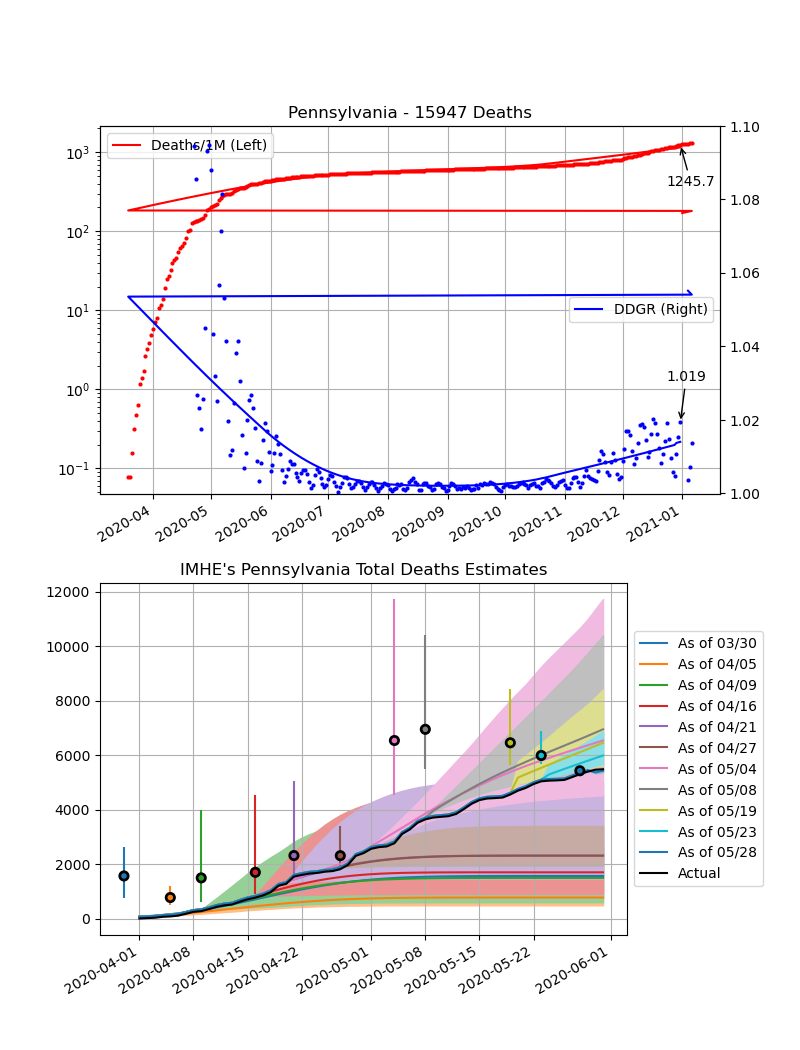 Pennsylvania - 15947 Deaths
Deaths/1M (Left)
DDGR (Right)
1245.7
1.019
10³
10²
10¹
10⁰
10⁻¹
1.10
1.08
1.06
1.04
1.02
1.00
2020-04
2020-05
2020-06
2020-07
2020-08
2020-09
2020-10
2020-11
2020-12
2021-01
IMHE's Pennsylvania Total Deaths Estimates
12000
10000
8000
6000
4000
2000
0
2020-04-01
2020-04-08
2020-04-15
2020-04-22
2020-05-01
2020-05-08
2020-05-15
2020-05-22
2020-06-01
As of 03/30
As of 04/05
As of 04/09
As of 04/16
As of 04/21
As of 04/27
As of 05/04
As of 05/08
As of 05/19
As of 05/23
As of 05/28
Actual